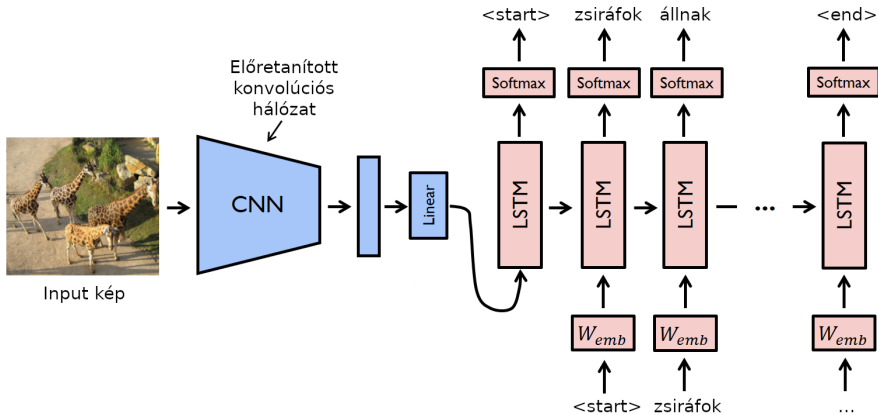 <start> zsiráfok állnak <end>
Softmax Softmax Softmax Softmax
Előretanított
konvolúciós
hálózat
CNN
Linear
LSTM LSTM LSTM ... LSTM
Input kép
W_emb W_emb W_emb
<start> zsiráfok ...